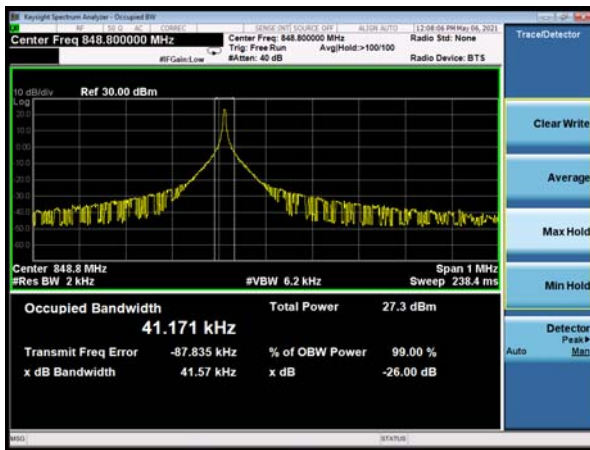 Keysight Spectrum Analyzer - Occupied BW
RF 50 Ω AC CORREC SENSE:INT SOURCE OFF ALIGN AUTO 12:08:06 PM May 06, 2021
Center Freq 848.800000 MHz
Center Freq: 848.800000 MHz
Radio Std: None
Trig: Free Run Avg|Hold:>100/100
#IFGain:Low #Atten: 40 dB
Radio Device: BTS
Trace/Detector
10 dB/div Ref 30.00 dBm
Log
20.0
10.0
0.00
Center 848.8 MHz Span 1 MHz
#Res BW 2 kHz #VBW 6.2 kHz Sweep 238.4 ms
Occupied Bandwidth Total Power 27.3 dBm
41.171 kHz
Transmit Freq Error -87.835 kHz % of OBW Power 99.00 %
x dB Bandwidth 41.57 kHz x dB -26.00 dB
Clear Write
Average
Max Hold
Min Hold
Detector
Peak
Auto Man
MSG STATUS